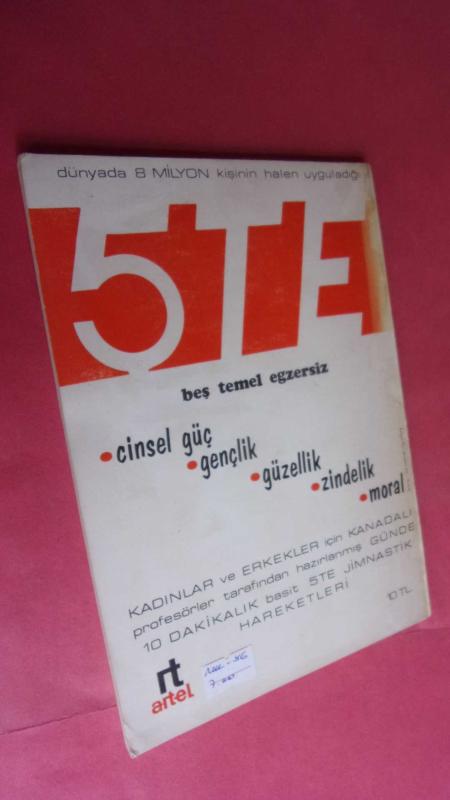 dünyada 8 MİLYON kişinin halen uyguladığı
5TE
beş temel egzersiz
•cinsel güç
•gençlik
•güzellik
•zindelik
•moral
KADINLAR ve ERKEKLER için KANADALI
profesörler tarafından hazırlanmış GÜNDE
10 DAKİKALIK basit 5TE JİMNASTİK
HAREKETLERİ
10 TL
rt
artel